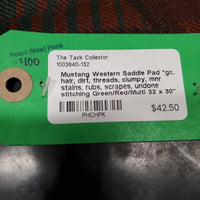 Retail (New) Price
$100
The Tack Collector
1003640-132
Mustang Western Saddle Pad *gc,
hair, dirt, threads, clumpy, mnr
stains, rubs, scrapes, undone
stitching Green/Red/Multi 32 x 30"
$42.50
PHCHPK